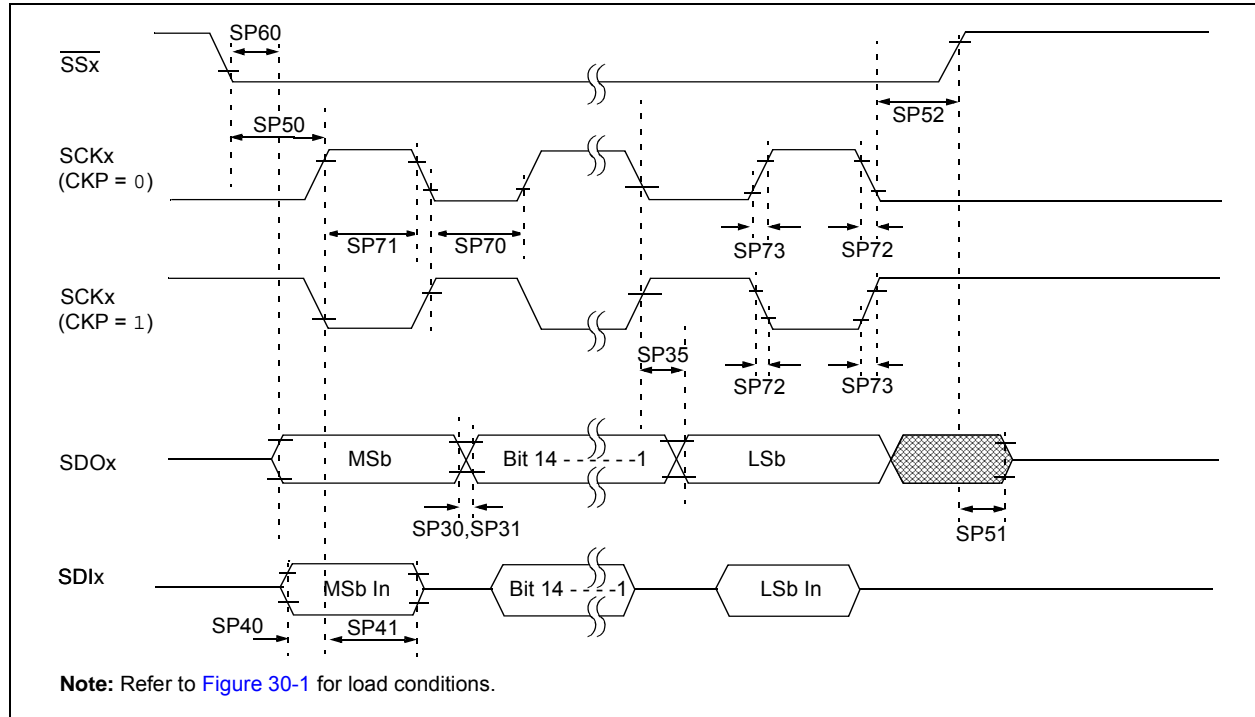 SP60
SSx
SP50
SP52
SCKx
(CKP = 0)
SP71
SP70
SP73
SP72
SCKx
(CKP = 1)
SP35
SP72
SP73
SDOx
MSb
Bit 14 - - - - - -1
LSb
SP30,SP31
SP51
SDIx
MSb In
Bit 14 - - - -1
LSb In
SP40
SP41
Note: Refer to Figure 30-1 for load conditions.